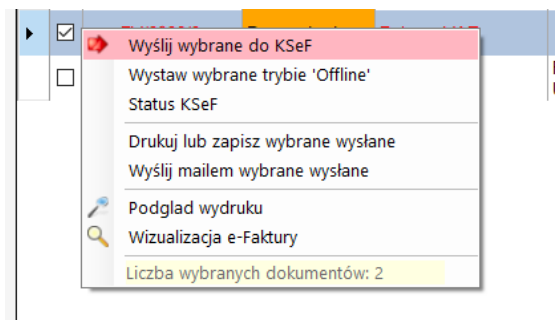 Wyślij wybrane do KSeF
Wystaw wybrane trybie 'Offline'
Status KSeF
Drukuj lub zapisz wybrane wysłane
Wyślij mailem wybrane wysłane
Podglad wydruku
Wizualizacja e-Faktury
Liczba wybranych dokumentów: 2